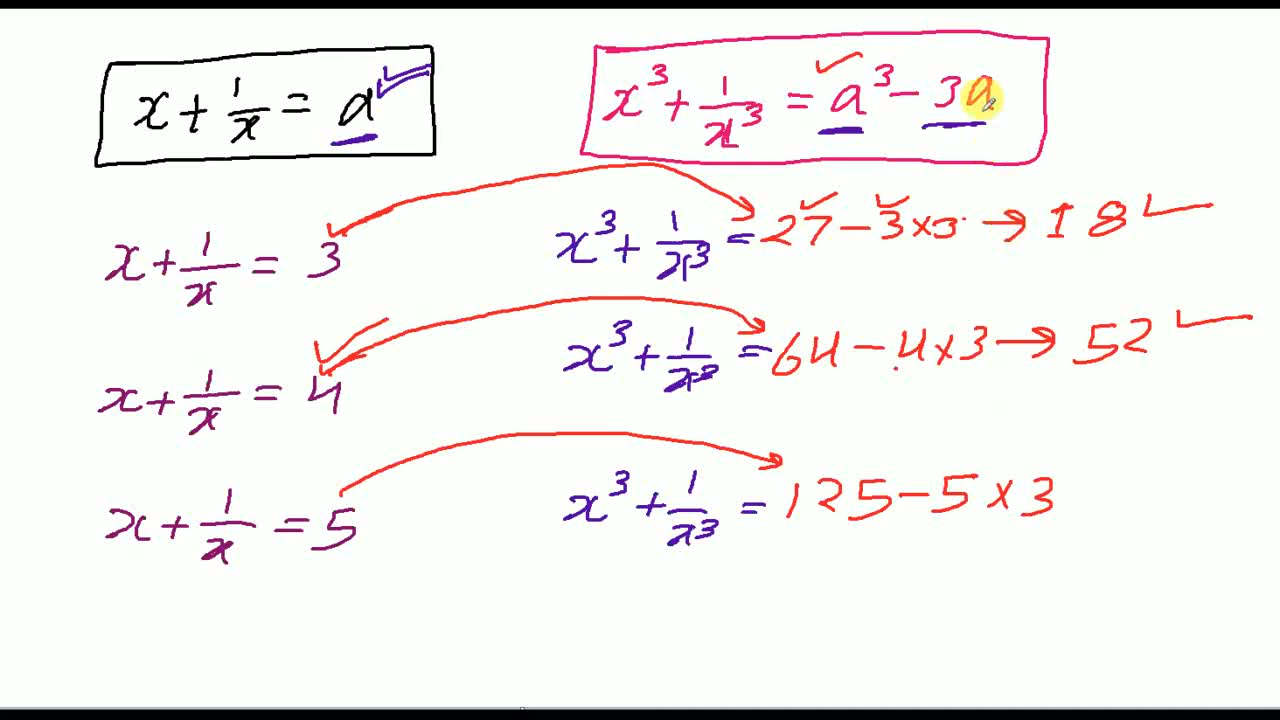 x + 1/x = a
x³ + 1/x³ = a³ - 3a
x + 1/x = 3
x³ + 1/x³ = 27 - 3×3 → 18
x + 1/x = 4
x³ + 1/x³ = 64 - 4×3 → 52
x + 1/x = 5
x³ + 1/x³ = 125 - 5×3